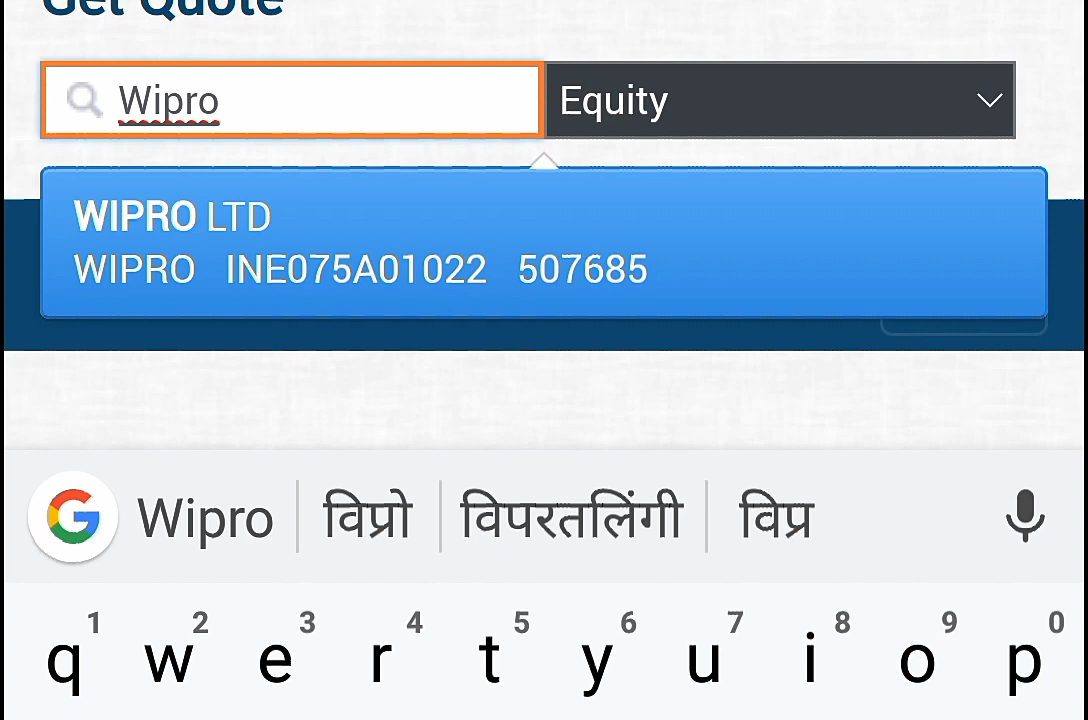 Get Quote
Wipro Equity
WIPRO LTD
WIPRO INE075A01022 507685
Wipro विप्रो विपरतलिंगी विप्र
1 2 3 4 5 6 7 8 9 0
q w e r t y u i o p